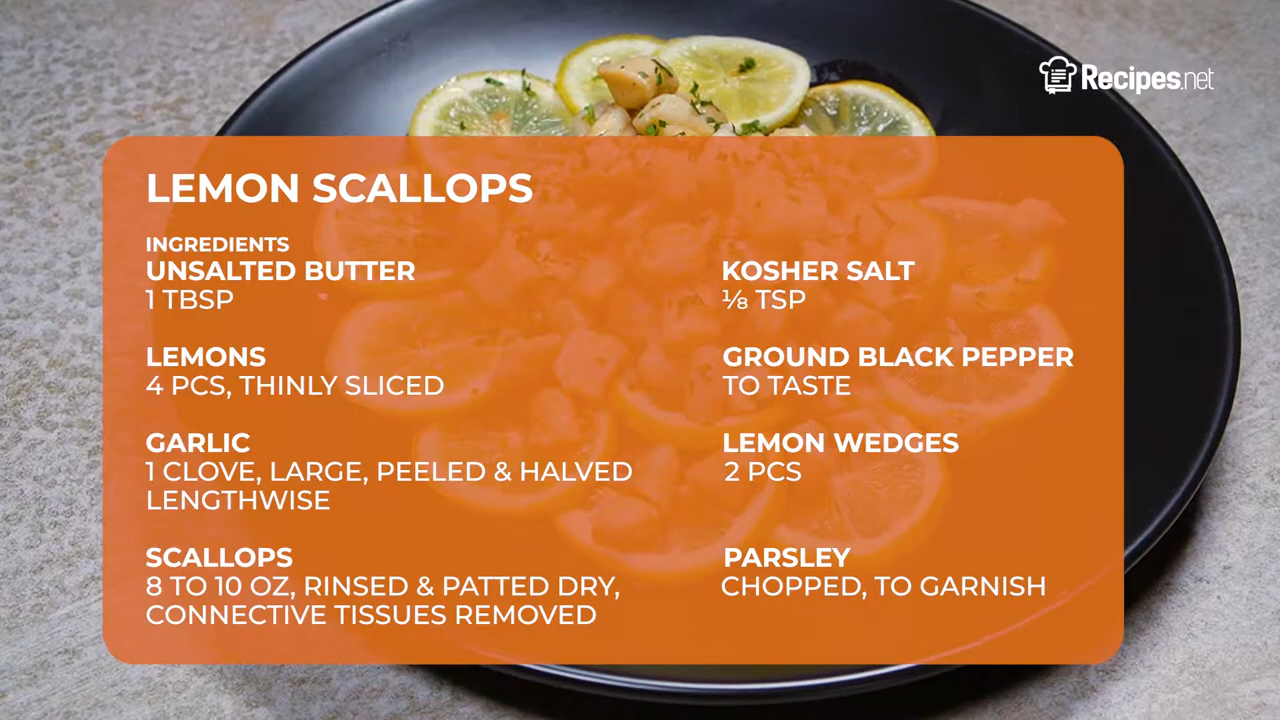 Recipes.net
LEMON SCALLOPS
INGREDIENTS
UNSALTED BUTTER
1 TBSP
LEMONS
4 PCS, THINLY SLICED
GARLIC
1 CLOVE, LARGE, PEELED & HALVED
LENGTHWISE
SCALLOPS
8 TO 10 OZ, RINSED & PATTED DRY,
CONNECTIVE TISSUES REMOVED
KOSHER SALT
⅛ TSP
GROUND BLACK PEPPER
TO TASTE
LEMON WEDGES
2 PCS
PARSLEY
CHOPPED, TO GARNISH